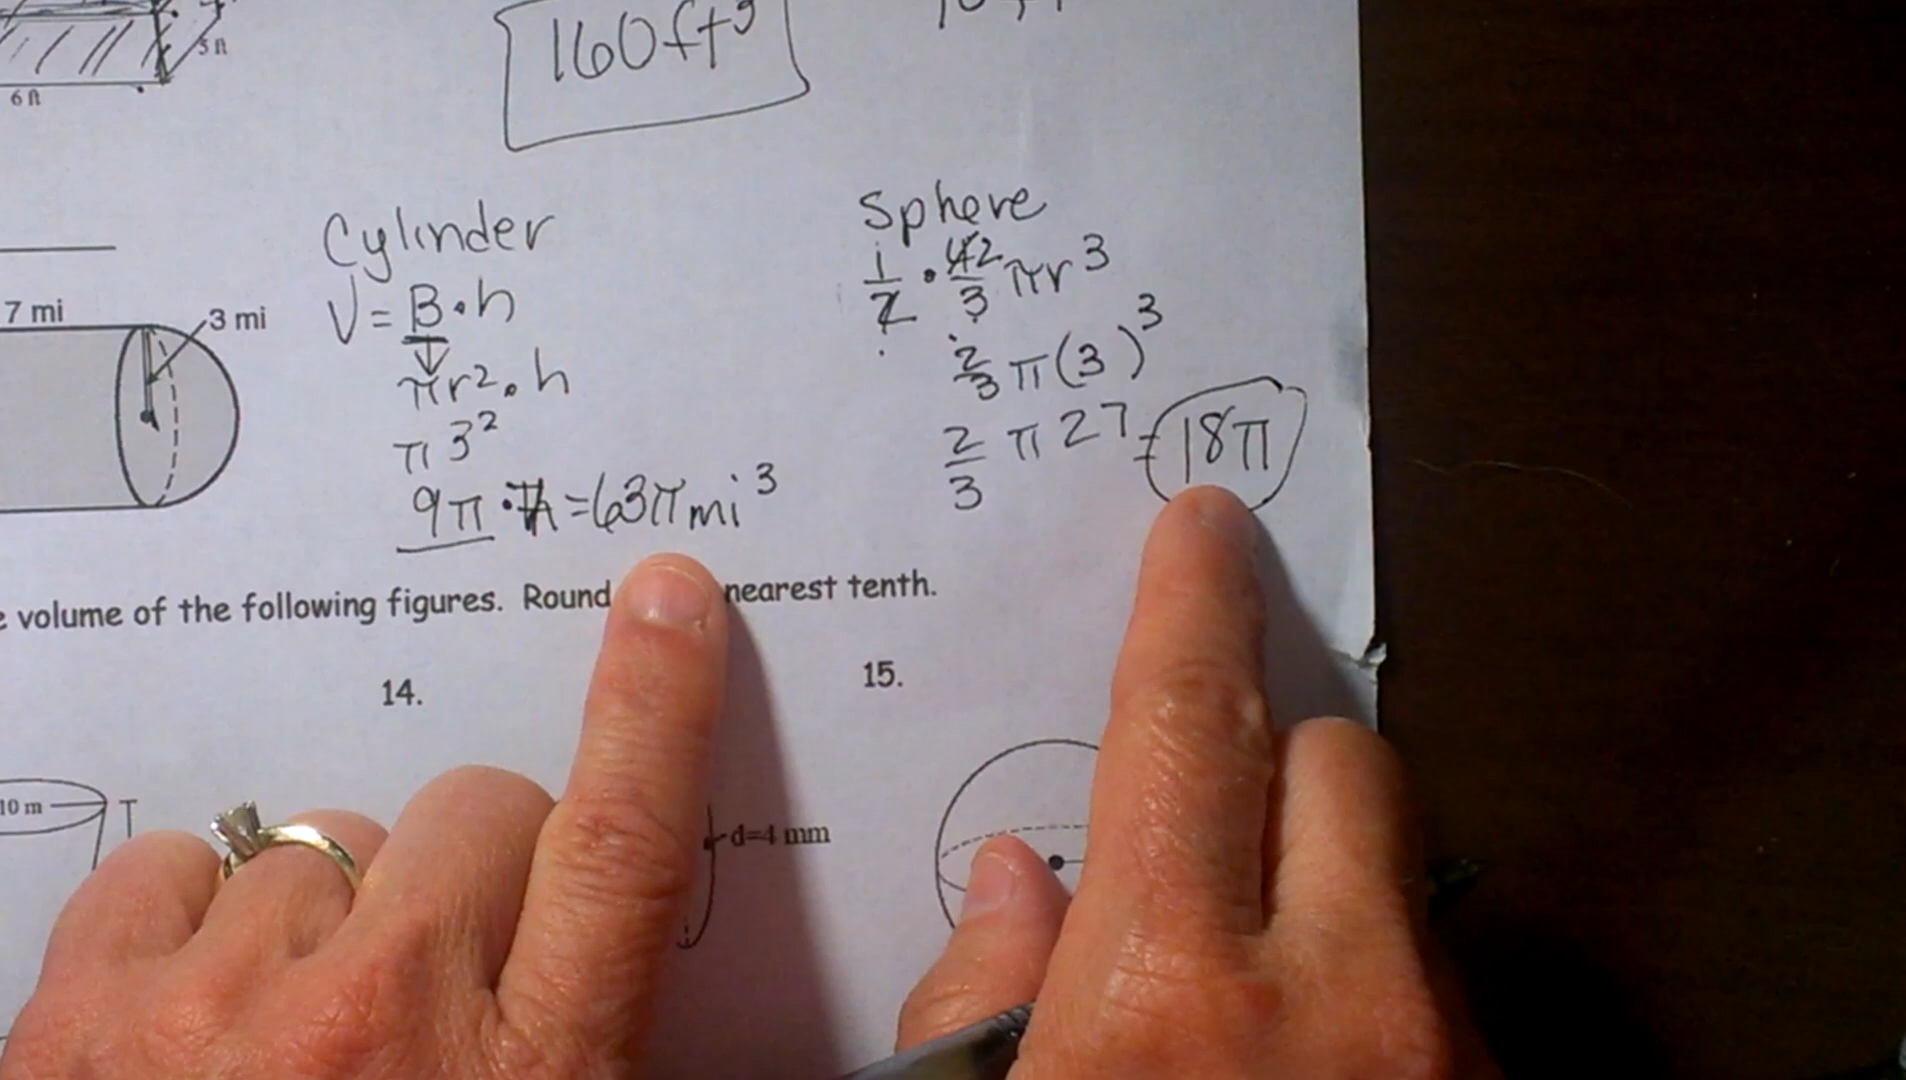 160ft³
5 ft
6 ft
Cylinder
V = B · h
πr² · h
π 3²
9π · 7 = 63π mi³
Sphere
1/2 · 4/3 2 πr³
2/3 π(3)³
2/3 π 27 = 18π
7 mi
3 mi
volume of the following figures. Round nearest tenth.
14.
15.
10 m
d=4 mm